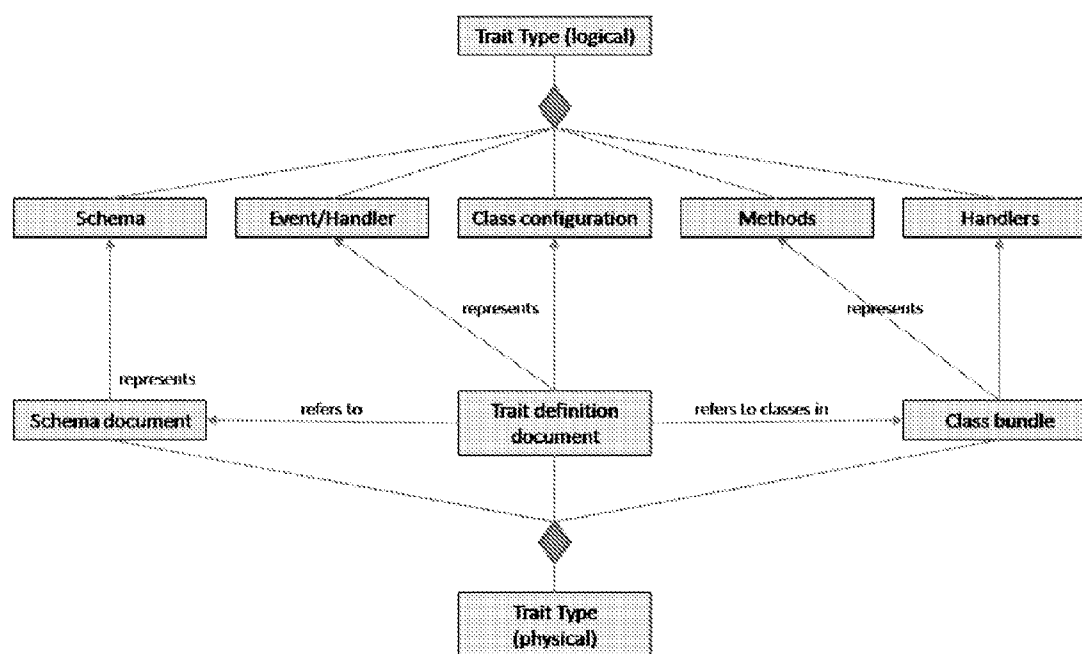 Trait Type (logical)
Schema
Event/Handler
Class configuration
Methods
Handlers
represents
represents
represents
Schema document
refers to
Trait definition
document
refers to classes in
Class bundle
Trait Type
(physical)